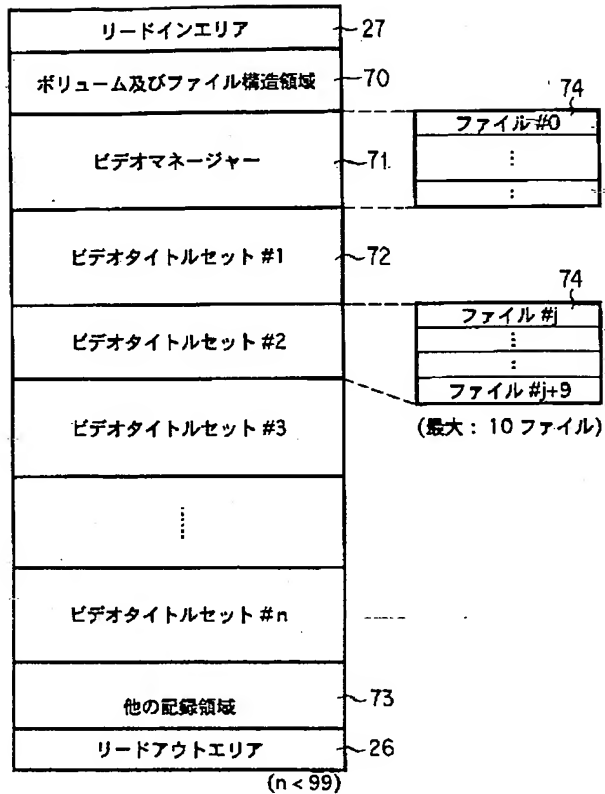 リードインエリア 27
ボリューム及びファイル構造領域 70
ビデオマネージャー 71
74
ファイル #0
⋮
:
ビデオタイトルセット #1 72
74
ファイル #j
⋮
:
ファイル #j+9
(最大： 10 ファイル)
ビデオタイトルセット #2
ビデオタイトルセット #3
⋮
ビデオタイトルセット #n
他の記録領域 73
リードアウトエリア 26
(n < 99)